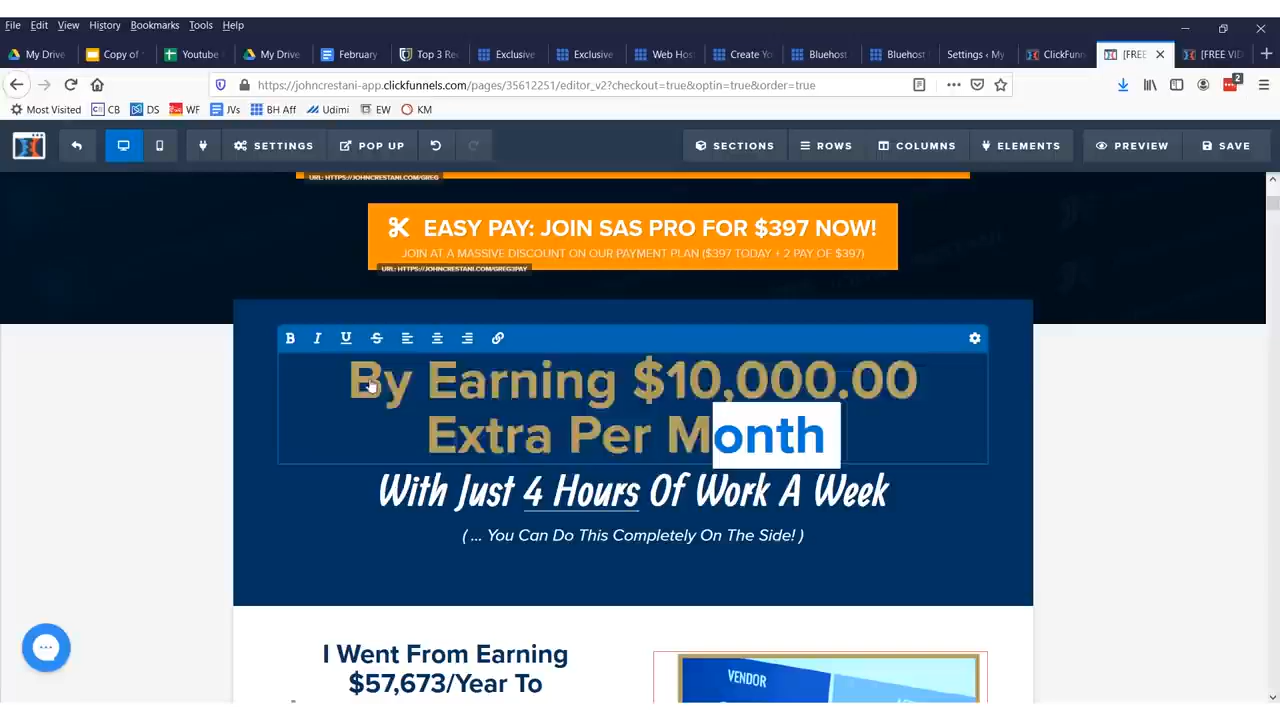 File Edit View History Bookmarks Tools Help
My Drive Copy of Youtube My Drive February Top 3 Re Exclusive Exclusive Web Hos Create Yo Bluehost Bluehost Settings ‹ My ClickFunn [FREE [FREE VID
https://johncrestani-app.clickfunnels.com/pages/35612251/editor_v2?checkout=true&optin=true&order=true
2
Most Visited CB DS WF JVs BH Aff Udimi EW KM
SETTINGS POP UP SECTIONS ROWS COLUMNS ELEMENTS PREVIEW SAVE
URL: HTTPS://JOHNCRESTANI.COM/GREG
EASY PAY: JOIN SAS PRO FOR $397 NOW!
JOIN AT A MASSIVE DISCOUNT ON OUR PAYMENT PLAN ($397 TODAY + 2 PAY OF $397)
URL: HTTPS://JOHNCRESTANI.COM/GREG3PAY
B I U S
By Earning $10,000.00
Extra Per Month
With Just 4 Hours Of Work A Week
( ... You Can Do This Completely On The Side! )
I Went From Earning
$57,673/Year To
VENDOR